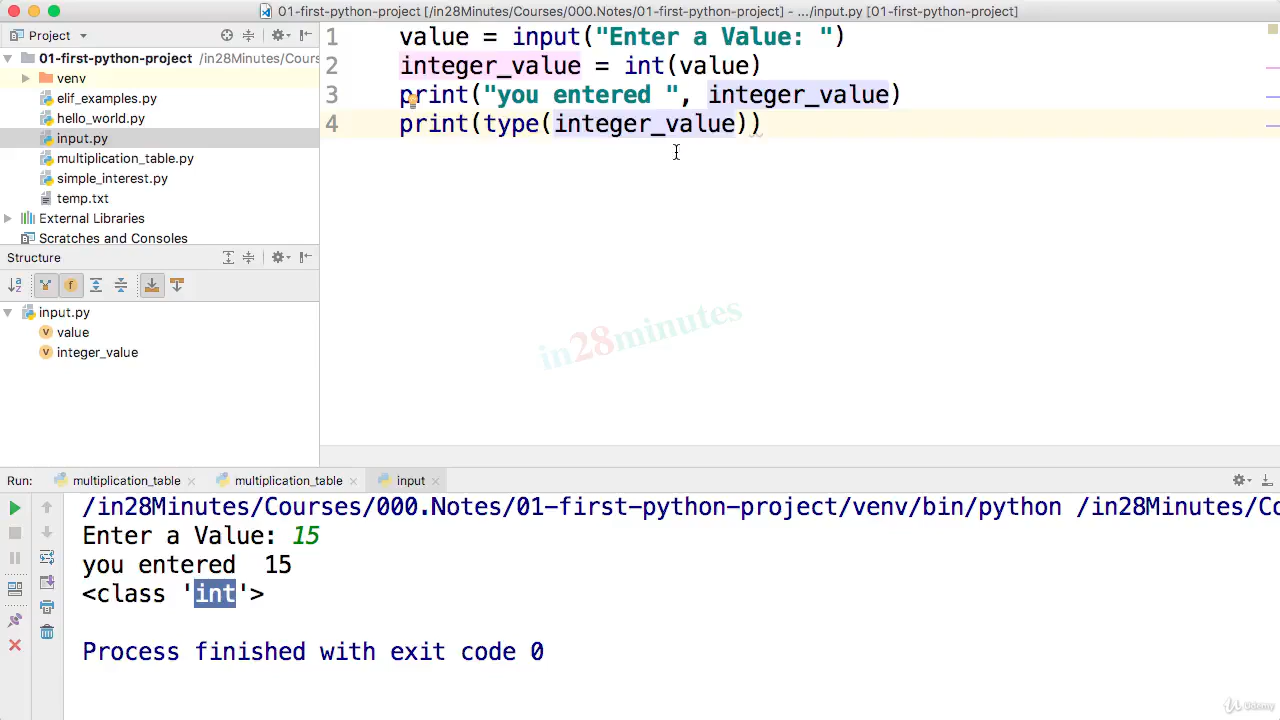 01-first-python-project [/in28Minutes/Courses/000.Notes/01-first-python-project] - .../input.py [01-first-python-project]
Project
01-first-python-project /in28Minutes/Cours
venv
elif_examples.py
hello_world.py
input.py
multiplication_table.py
simple_interest.py
temp.txt
External Libraries
Scratches and Consoles
Structure
input.py
value
integer_value
1 value = input("Enter a Value: ")
2 integer_value = int(value)
3 print("you entered ", integer_value)
4 print(type(integer_value))
in28minutes
Run: multiplication_table multiplication_table input
/in28Minutes/Courses/000.Notes/01-first-python-project/venv/bin/python /in28Minutes/Co
Enter a Value: 15
you entered  15
<class 'int'>
Process finished with exit code 0
Udemy